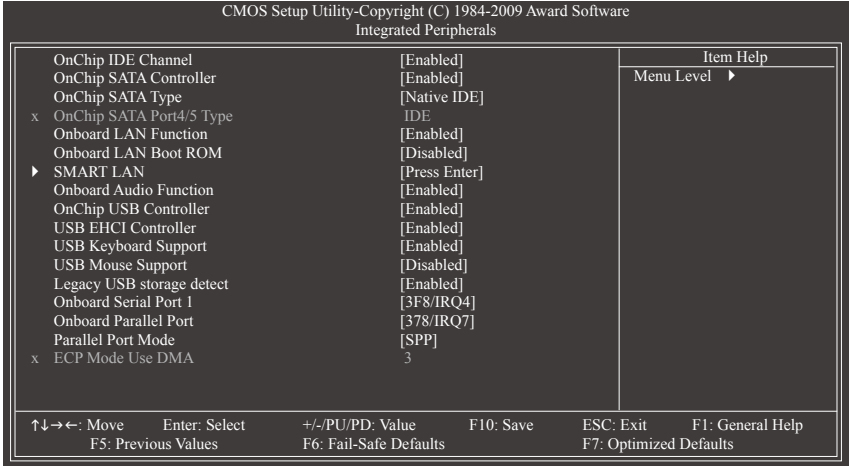 CMOS Setup Utility-Copyright (C) 1984-2009 Award Software
Integrated Peripherals
OnChip IDE Channel [Enabled]
OnChip SATA Controller [Enabled]
OnChip SATA Type [Native IDE]
x OnChip SATA Port4/5 Type IDE
Onboard LAN Function [Enabled]
Onboard LAN Boot ROM [Disabled]
SMART LAN [Press Enter]
Onboard Audio Function [Enabled]
OnChip USB Controller [Enabled]
USB EHCI Controller [Enabled]
USB Keyboard Support [Enabled]
USB Mouse Support [Disabled]
Legacy USB storage detect [Enabled]
Onboard Serial Port 1 [3F8/IRQ4]
Onboard Parallel Port [378/IRQ7]
Parallel Port Mode [SPP]
x ECP Mode Use DMA 3
Item Help
Menu Level
↑↓→←: Move Enter: Select +/-/PU/PD: Value F10: Save ESC: Exit F1: General Help
F5: Previous Values F6: Fail-Safe Defaults F7: Optimized Defaults